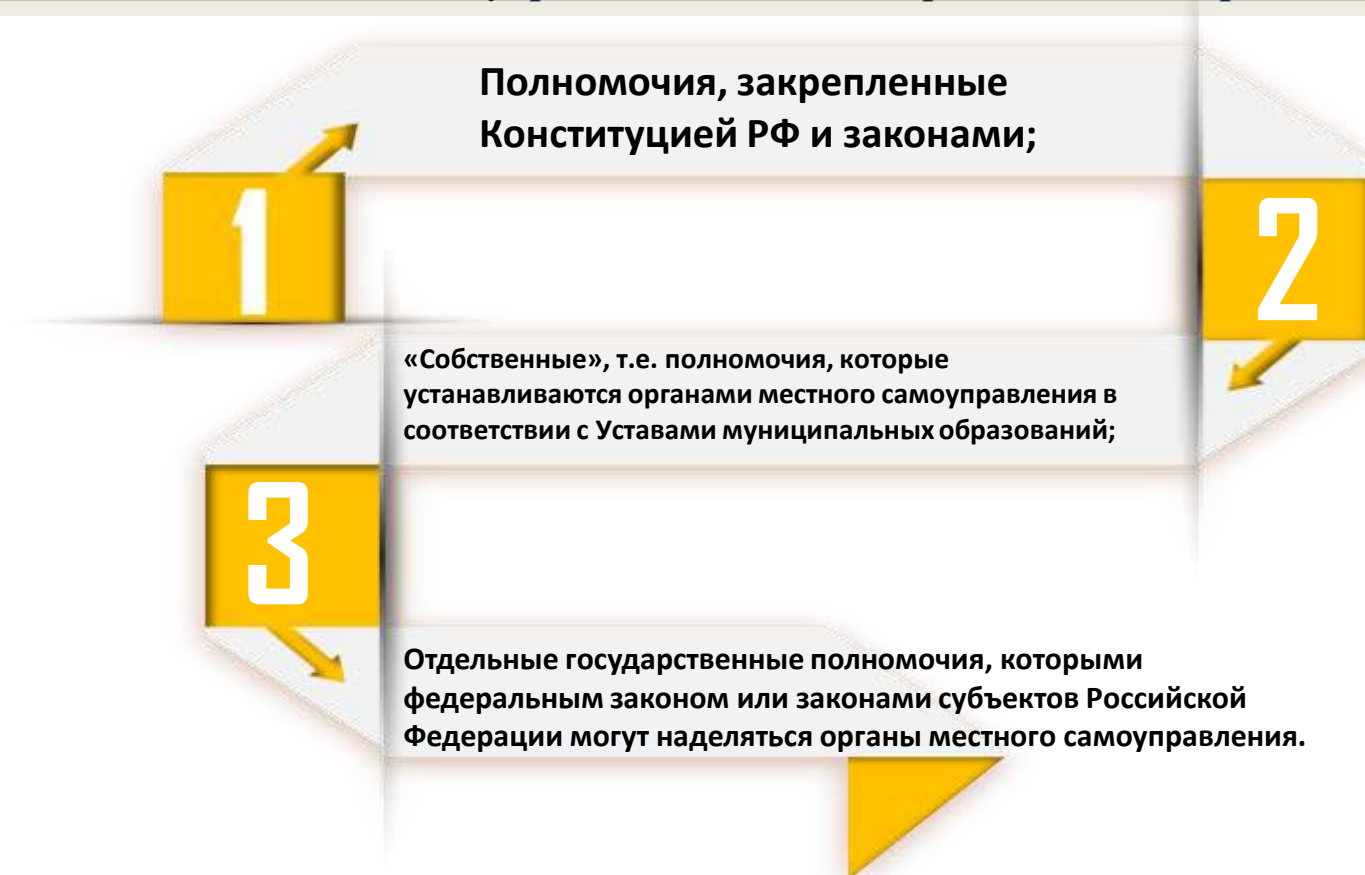 1
Полномочия, закрепленные
Конституцией РФ и законами;
2
«Собственные», т.е. полномочия, которые
устанавливаются органами местного самоуправления в
соответствии с Уставами муниципальных образований;
3
Отдельные государственные полномочия, которыми
федеральным законом или законами субъектов Российской
Федерации могут наделяться органы местного самоуправления.